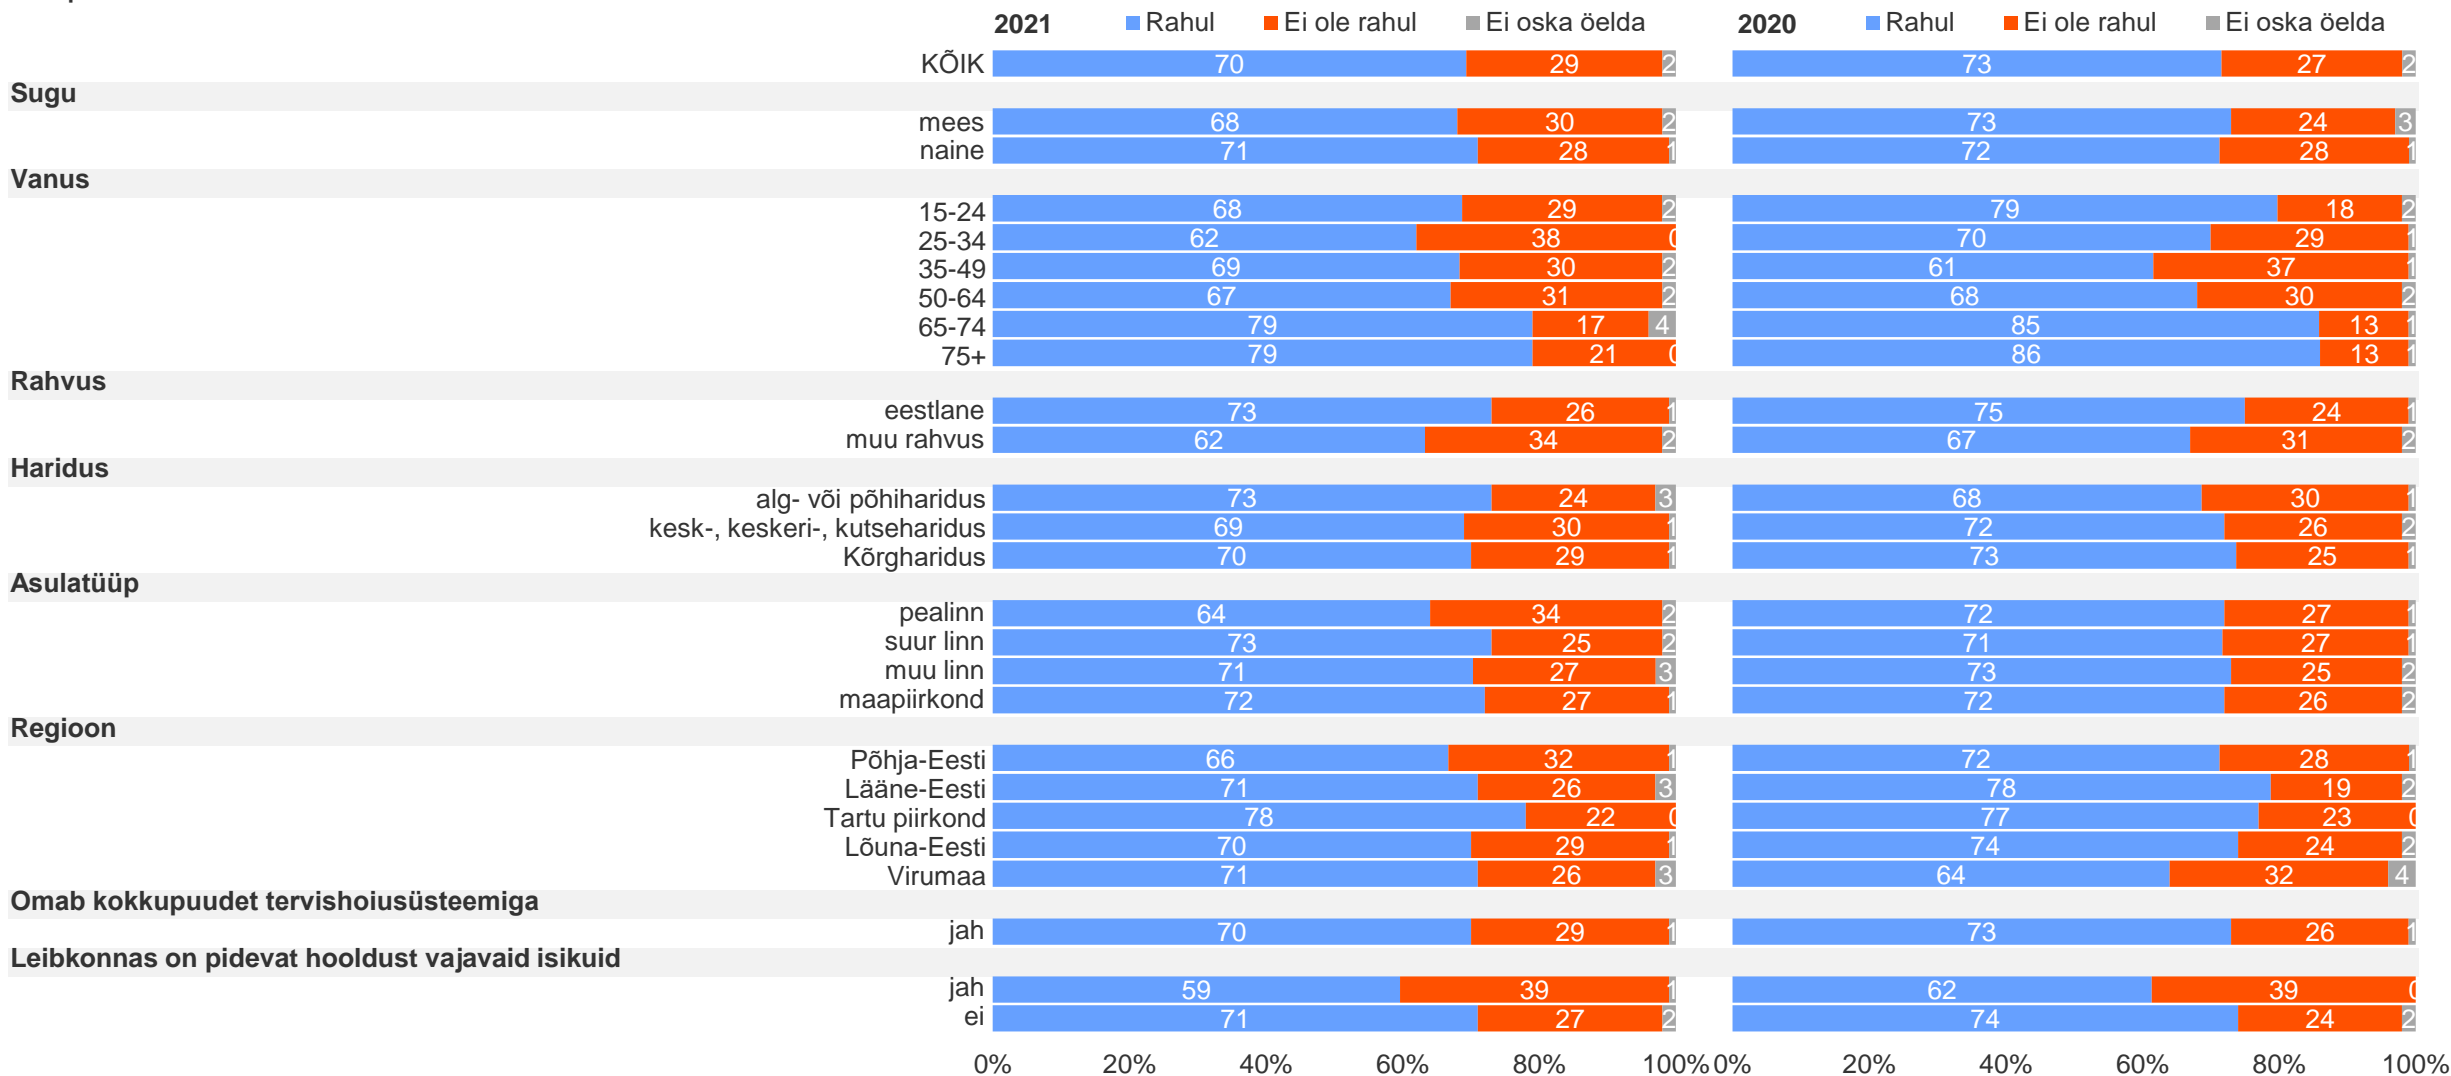 2021 Rahul Ei ole rahul Ei oska öelda 2020 Rahul Ei ole rahul Ei oska öelda
KÕIK 70 29 2 73 27 2
Sugu
mees 68 30 2 73 24 3
naine 71 28 1 72 28 1
Vanus
15-24 68 29 2 79 18 2
25-34 62 38 0 70 29 1
35-49 69 30 2 61 37 1
50-64 67 31 2 68 30 2
65-74 79 17 4 85 13 1
75+ 79 21 0 86 13 1
Rahvus
eestlane 73 26 1 75 24 1
muu rahvus 62 34 2 67 31 2
Haridus
alg- või põhiharidus 73 24 3 68 30 1
kesk-, keskeri-, kutseharidus 69 30 1 72 26 2
Kõrgharidus 70 29 1 73 25 1
Asulatüüp
pealinn 64 34 2 72 27 1
suur linn 73 25 2 71 27 1
muu linn 71 27 3 73 25 2
maapiirkond 72 27 1 72 26 2
Regioon
Põhja-Eesti 66 32 1 72 28 1
Lääne-Eesti 71 26 3 78 19 2
Tartu piirkond 78 22 0 77 23 0
Lõuna-Eesti 70 29 1 74 24 2
Virumaa 71 26 3 64 32 4
Omab kokkupuudet tervishoiusüsteemiga
jah 70 29 1 73 26 1
Leibkonnas on pidevat hooldust vajavaid isikuid
jah 59 39 1 62 39 0
ei 71 27 2 74 24 2
0% 20% 40% 60% 80% 100% 0% 20% 40% 60% 80% 100%